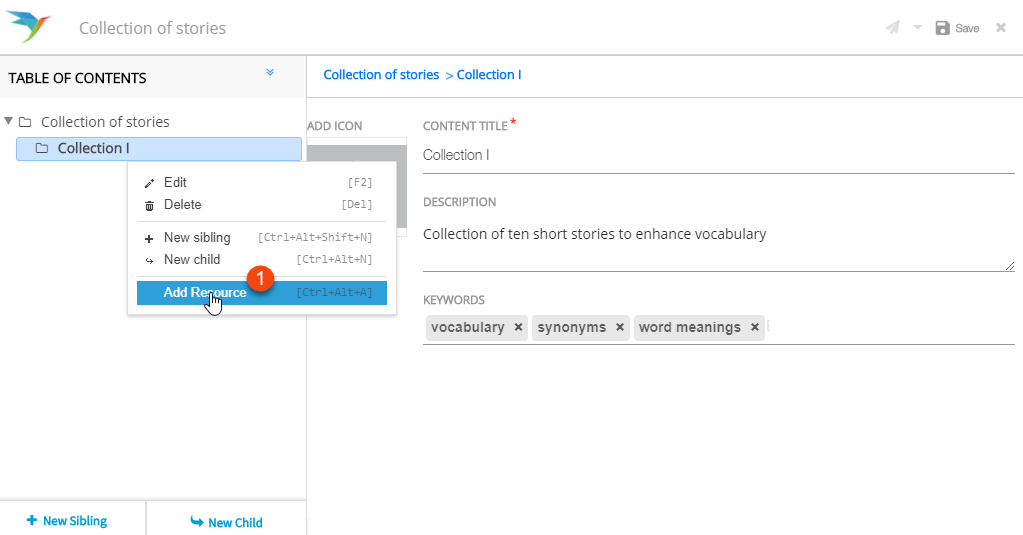 Collection of stories
Save
TABLE OF CONTENTS
Collection of stories > Collection I
Collection of stories
Collection I
Edit [F2]
Delete [Del]
New sibling [Ctrl+Alt+Shift+N]
New child [Ctrl+Alt+N]
1
Add Resource [Ctrl+Alt+A]
ADD ICON
CONTENT TITLE *
Collection I
DESCRIPTION
Collection of ten short stories to enhance vocabulary
KEYWORDS
vocabulary × synonyms × word meanings ×
New Sibling
New Child